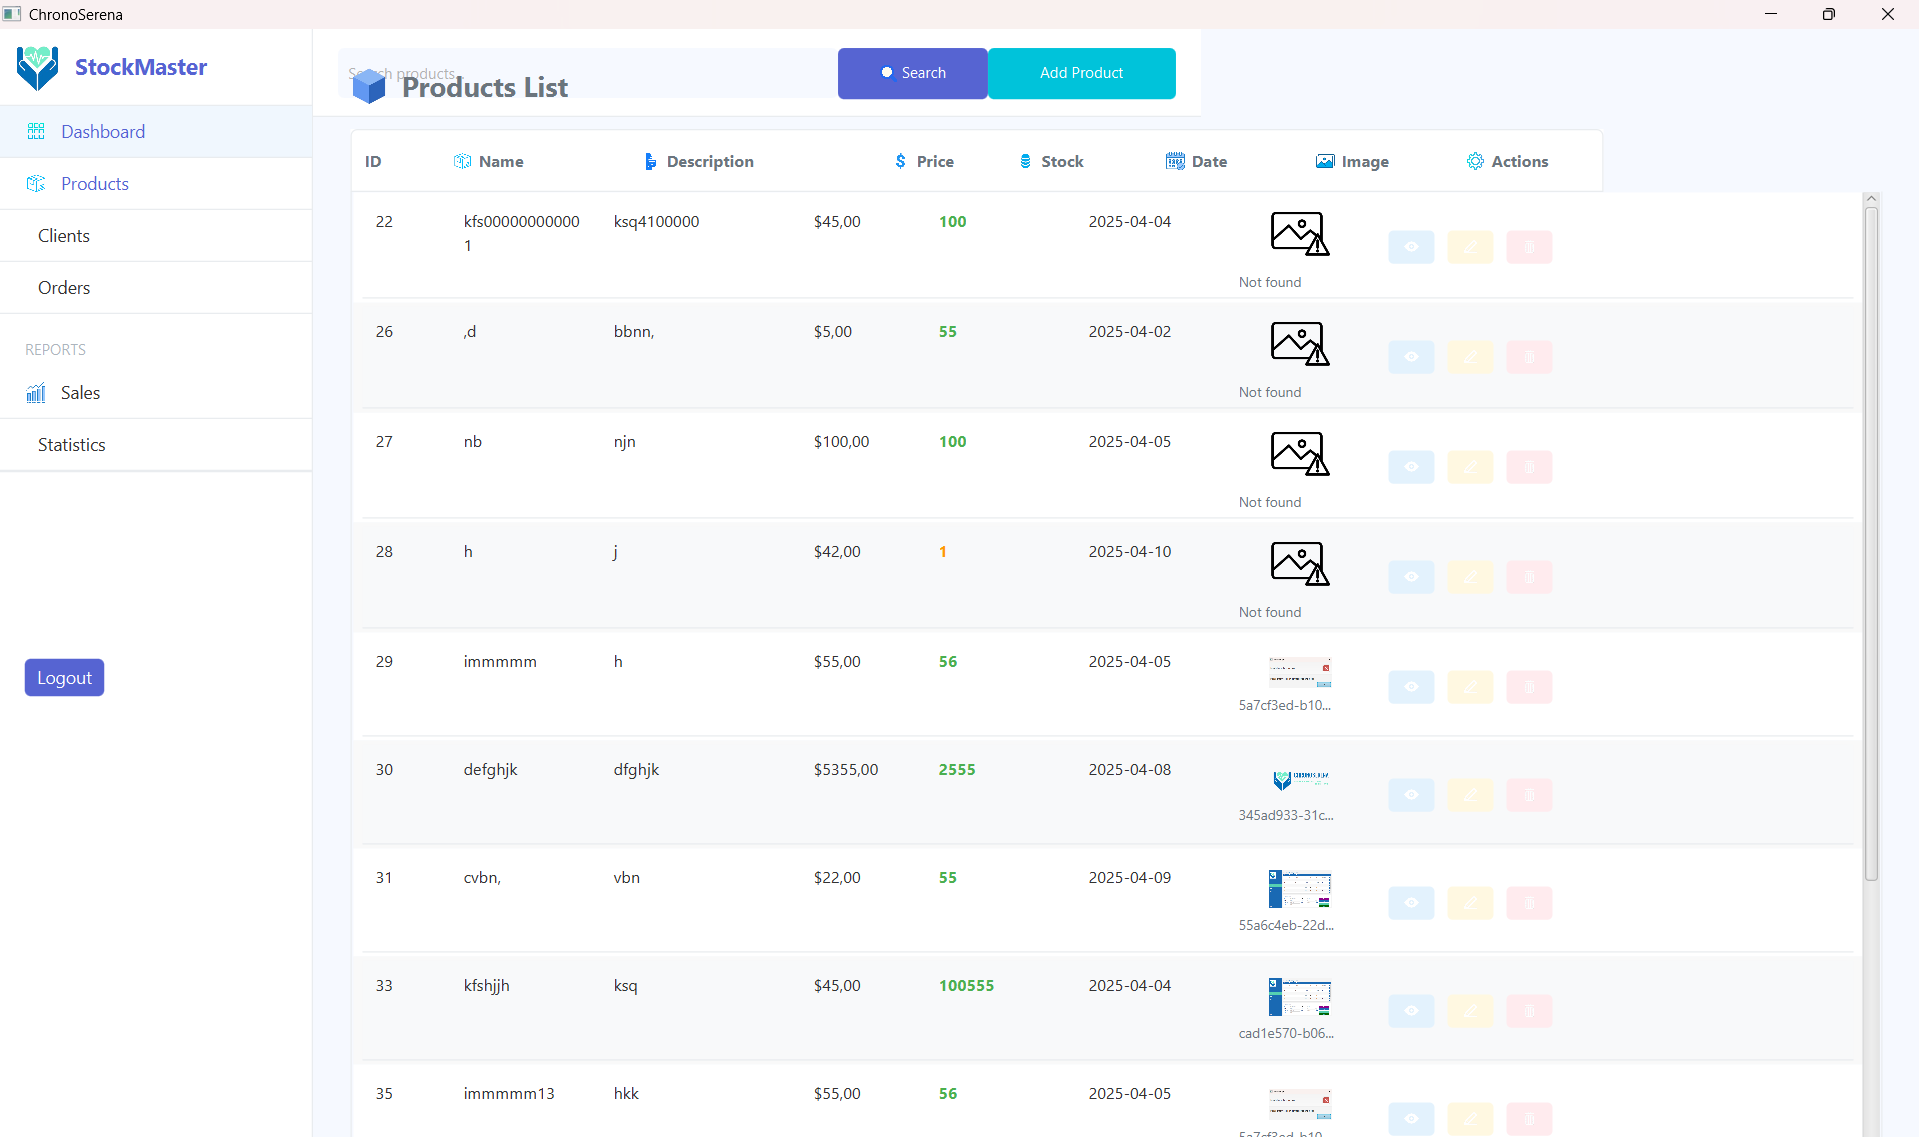 ChronoSerena
StockMaster
Dashboard
Products
Clients
Orders
REPORTS
Sales
Statistics
Logout
Search products...
Products List
Search
Add Product
ID Name Description $ Price Stock Date Image Actions
22 kfs00000000000 ksq4100000 $45,00 100 2025-04-04
1
Not found
26 ,d bbnn, $5,00 55 2025-04-02
Not found
27 nb njn $100,00 100 2025-04-05
Not found
28 h j $42,00 1 2025-04-10
Not found
29 immmmm h $55,00 56 2025-04-05
5a7cf3ed-b10...
30 defghjk dfghjk $5355,00 2555 2025-04-08
CHRONOSERENA
345ad933-31c...
31 cvbn, vbn $22,00 55 2025-04-09
55a6c4eb-22d...
33 kfshjjh ksq $45,00 100555 2025-04-04
cad1e570-b06...
35 immmmm13 hkk $55,00 56 2025-04-05
5a7cf3ed-b10...